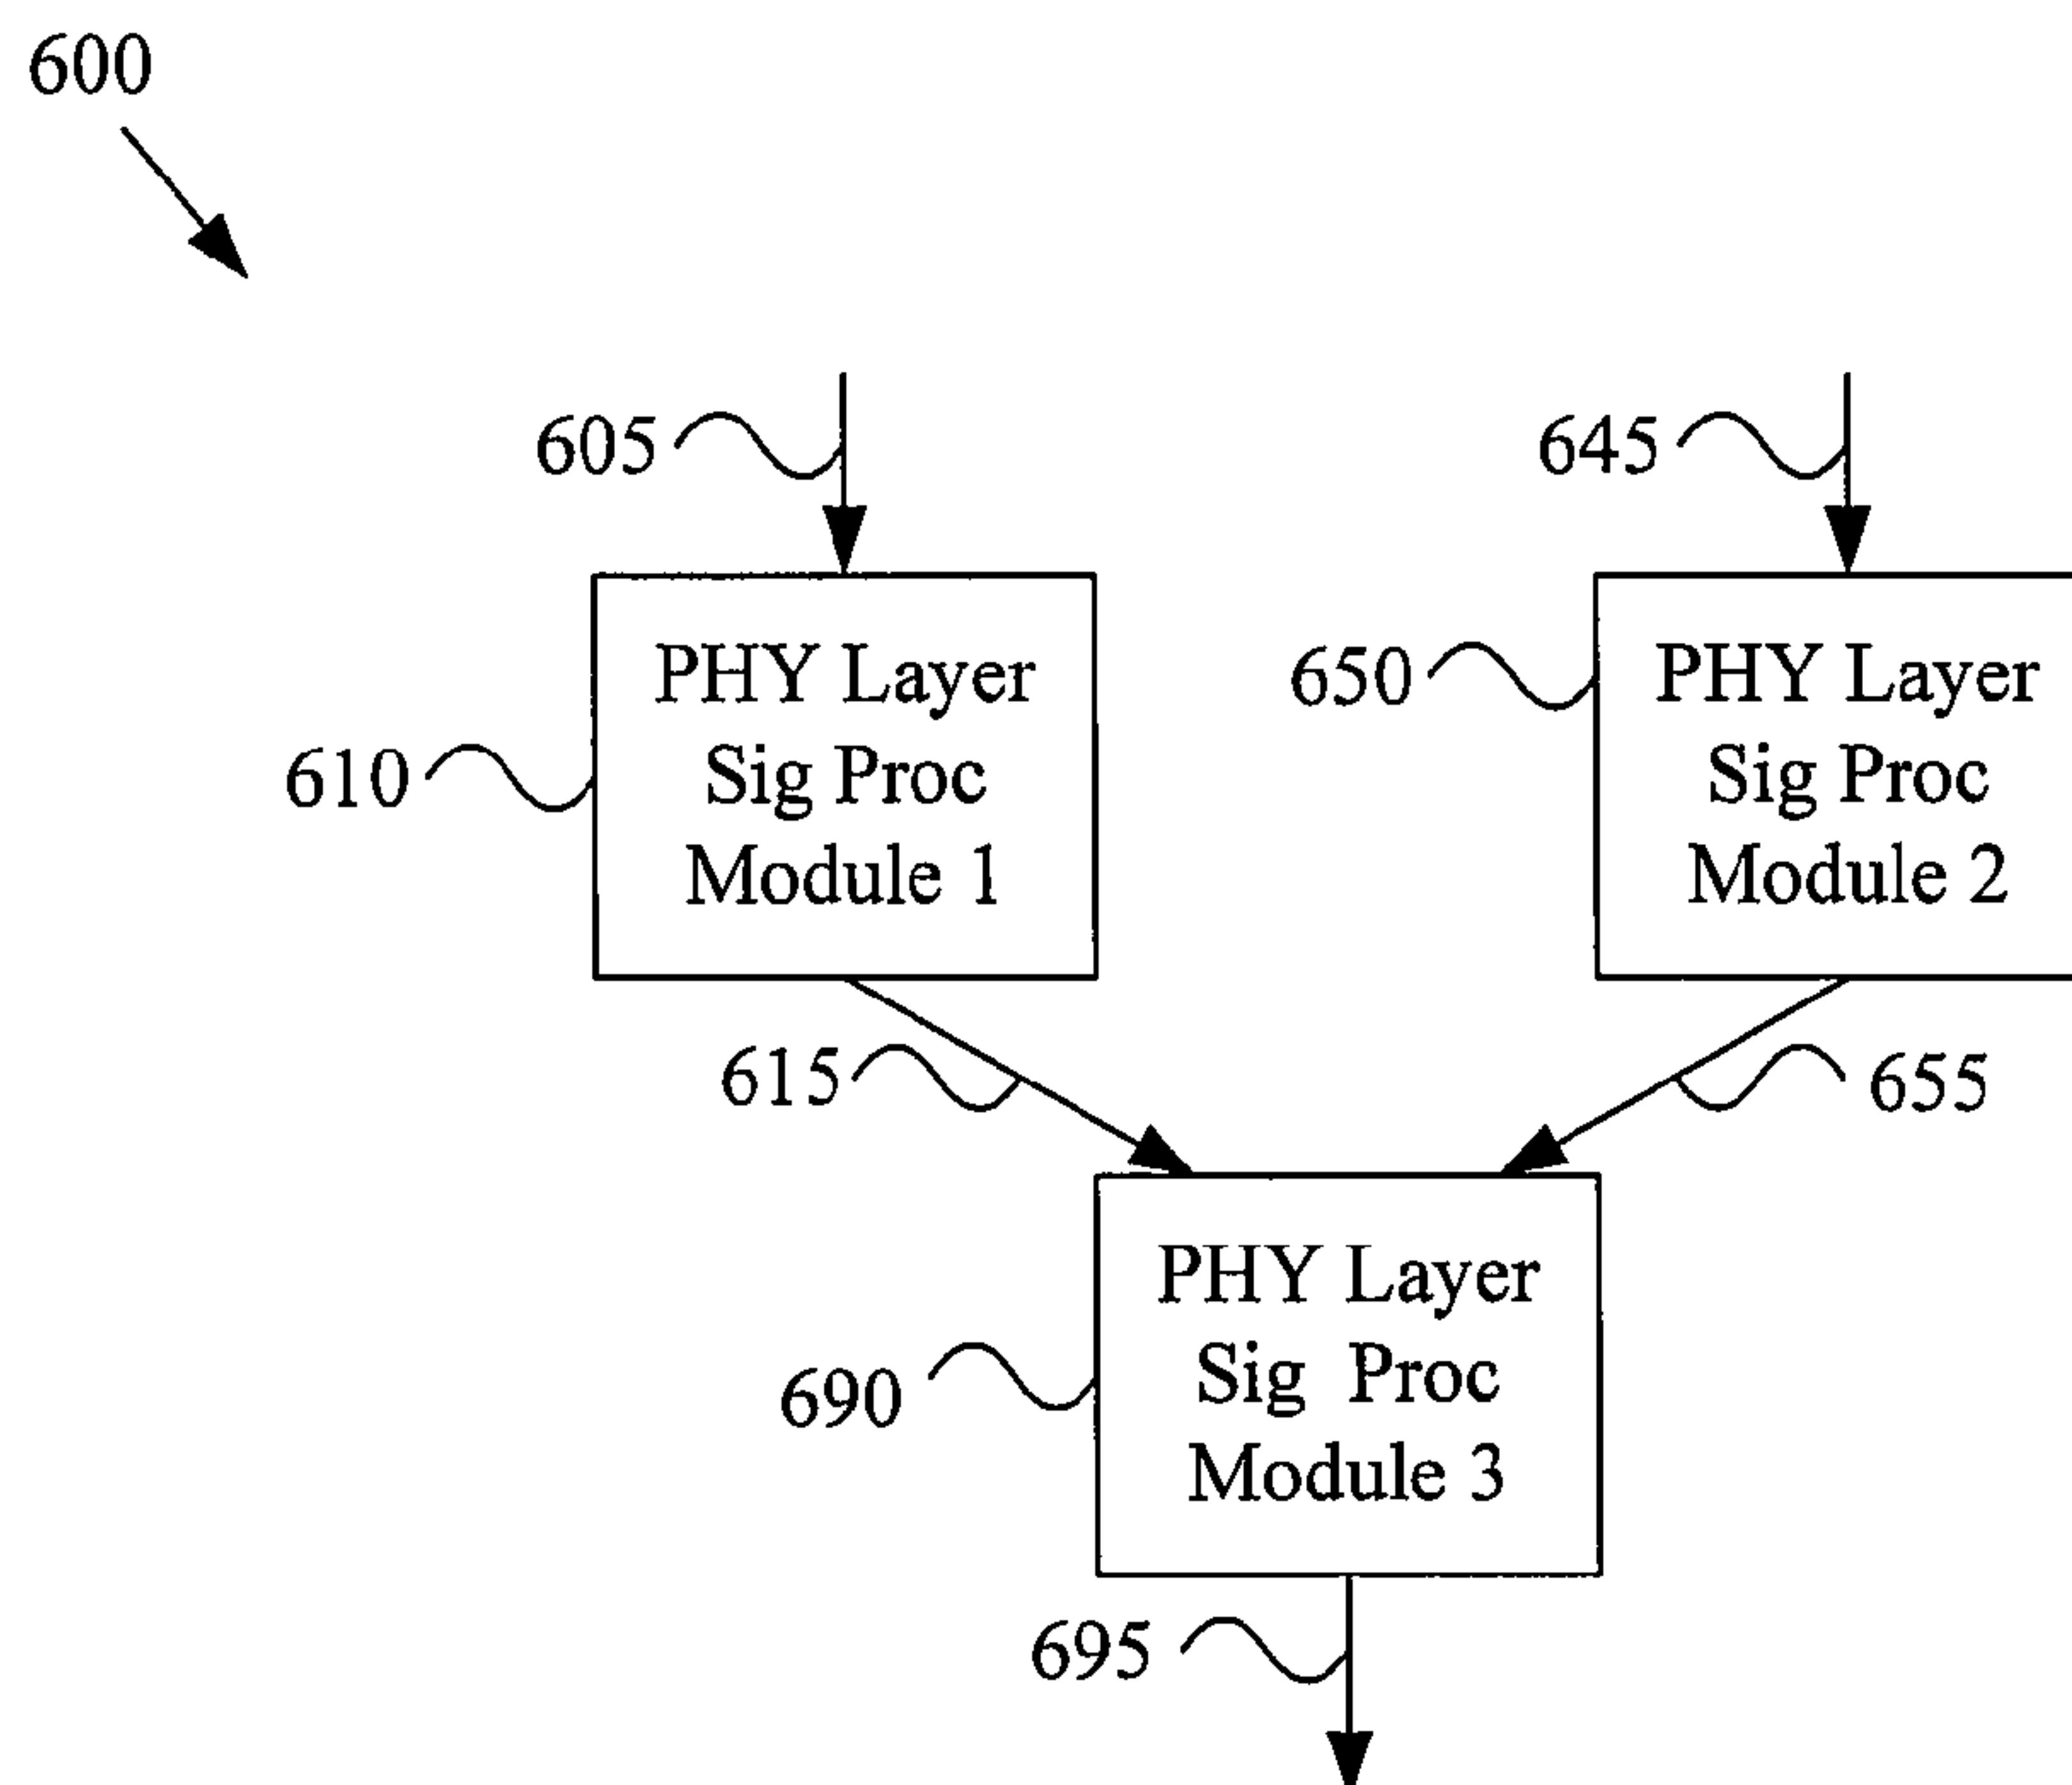 600
605
645
PHY Layer
Sig Proc
Module 1
610
650
PHY Layer
Sig Proc
Module 2
615
655
PHY Layer
Sig Proc
Module 3
690
695